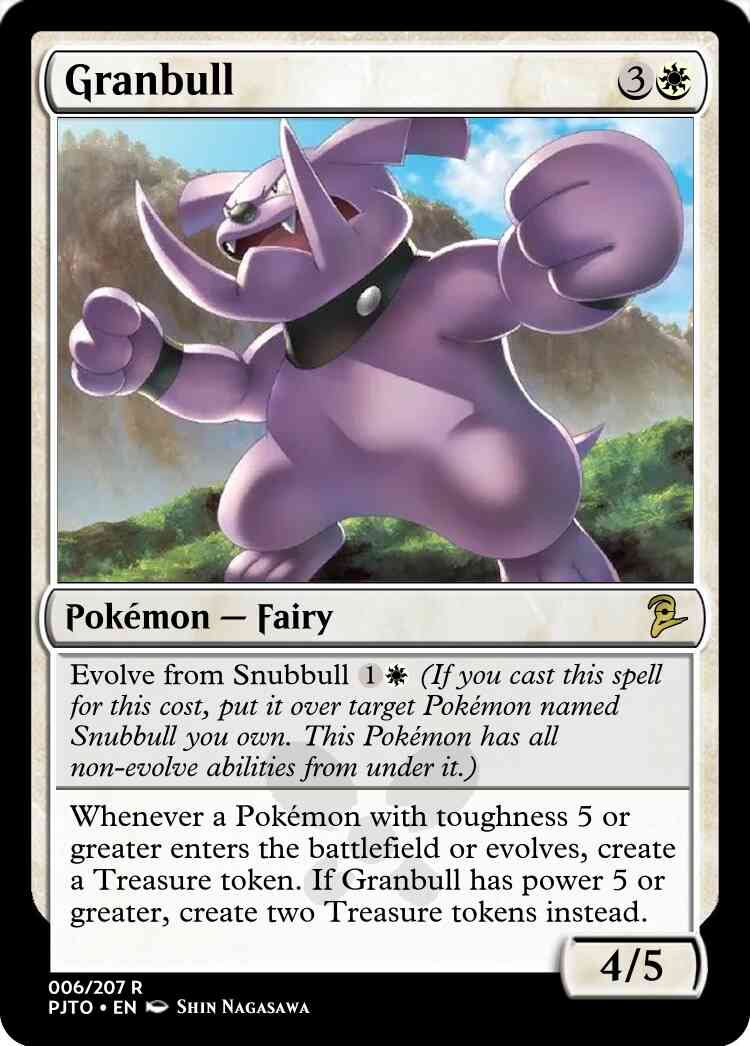 Granbull 3
Pokémon — Fairy
Evolve from Snubbull 1 (If you cast this spell
for this cost, put it over target Pokémon named
Snubbull you own. This Pokémon has all
non-evolve abilities from under it.)
Whenever a Pokémon with toughness 5 or
greater enters the battlefield or evolves, create
a Treasure token. If Granbull has power 5 or
greater, create two Treasure tokens instead.
4/5
006/207 R
PJTO • EN SHIN NAGASAWA